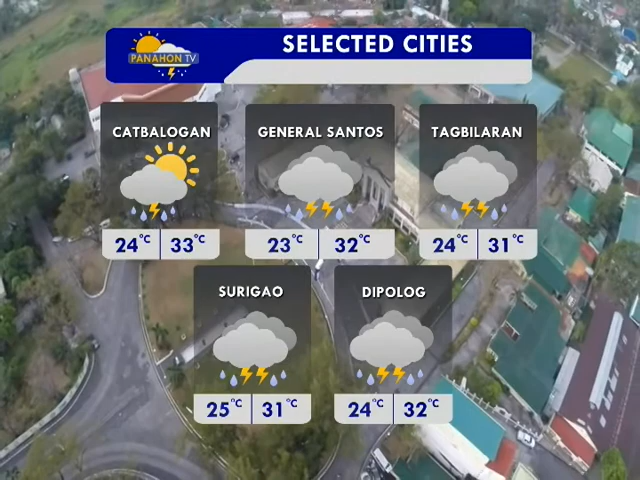 PANAHON TV
SELECTED CITIES
CATBALOGAN
24°C 33°C
GENERAL SANTOS
23°C 32°C
TAGBILARAN
24°C 31°C
SURIGAO
25°C 31°C
DIPOLOG
24°C 32°C